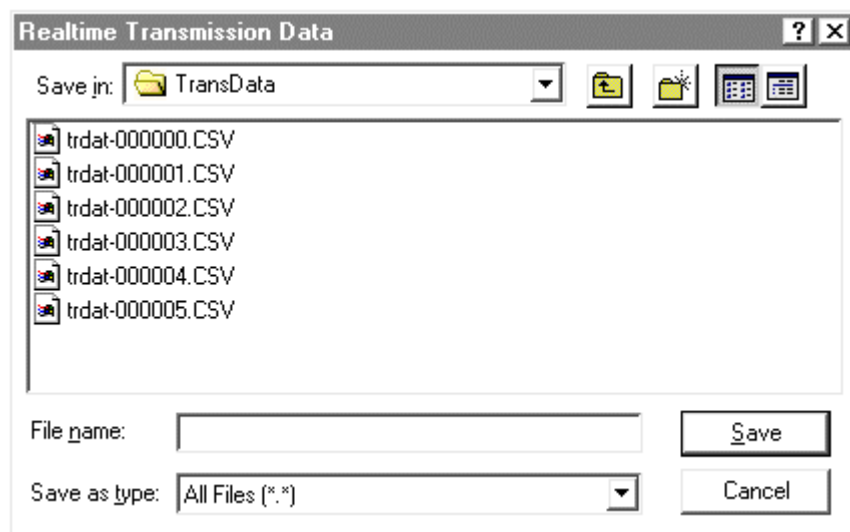 Realtime Transmission Data
Save in: TransData
trdat-000000.CSV
trdat-000001.CSV
trdat-000002.CSV
trdat-000003.CSV
trdat-000004.CSV
trdat-000005.CSV
File name: Save
Save as type: All Files (*.*) Cancel